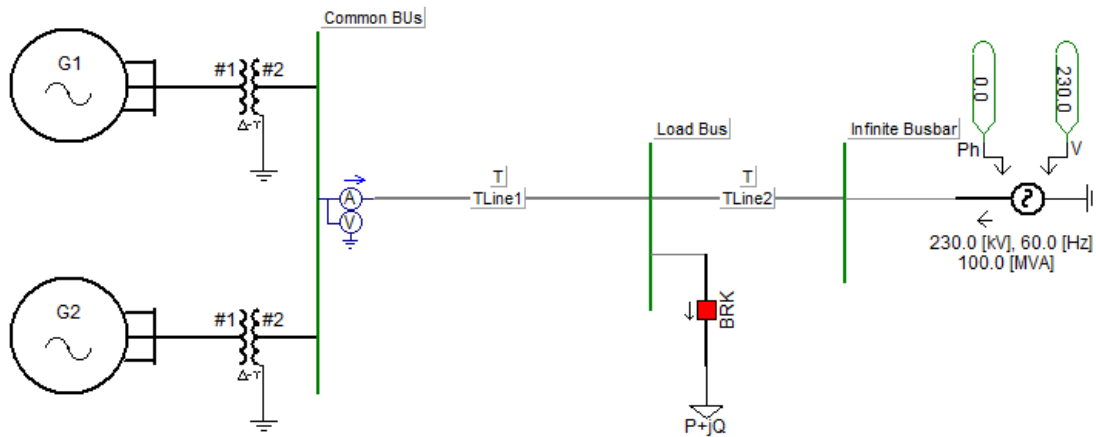 Common BUs
G1
#1
#2
Δ-Y
A
V
T
TLine1
Load Bus
T
TLine2
Infinite Busbar
0.0
230.0
Ph
V
230.0 [kV], 60.0 [Hz]
100.0 [MVA]
BRK
P+jQ
G2
#1
#2
Δ-Y